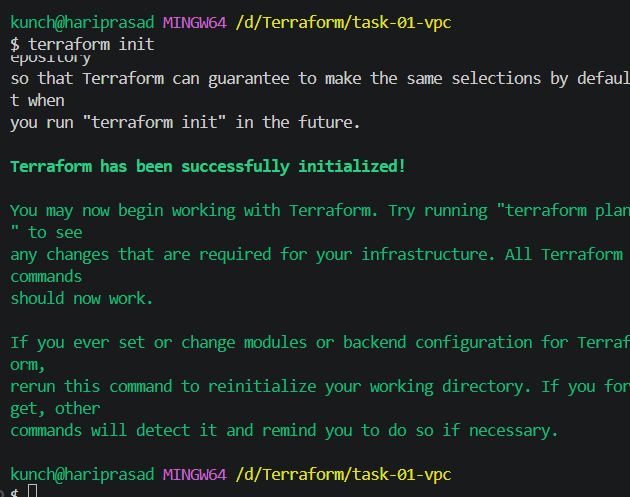 kunch@hariprasad MINGW64 /d/Terraform/task-01-vpc
$ terraform init
epository
so that Terraform can guarantee to make the same selections by defaul
t when
you run "terraform init" in the future.
Terraform has been successfully initialized!
You may now begin working with Terraform. Try running "terraform plan
" to see
any changes that are required for your infrastructure. All Terraform
commands
should now work.
If you ever set or change modules or backend configuration for Terraf
orm,
rerun this command to reinitialize your working directory. If you for
get, other
commands will detect it and remind you to do so if necessary.
kunch@hariprasad MINGW64 /d/Terraform/task-01-vpc
$